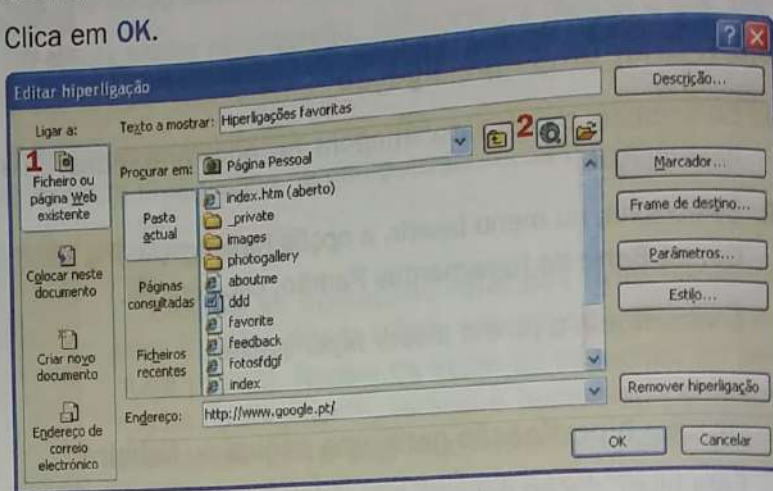 Clica em OK.
Editar hiperligação
Ligar a:
Texto a mostrar: Hiperligações favoritas
Descrição...
1
Ficheiro ou
página Web
existente
Procurar em: Página Pessoal
2
Marcador...
Pasta
actual
index.htm (aberto)
_private
images
photogallery
aboutme
ddd
favorite
feedback
fotosfdgf
index
Frame de destino...
Colocar neste
documento
Páginas
consultadas
Parâmetros...
Estilo...
Criar novo
documento
Ficheiros
recentes
Endereço de
correio
electrónico
Endereço: http://www.google.pt/
Remover hiperligação
OK
Cancelar